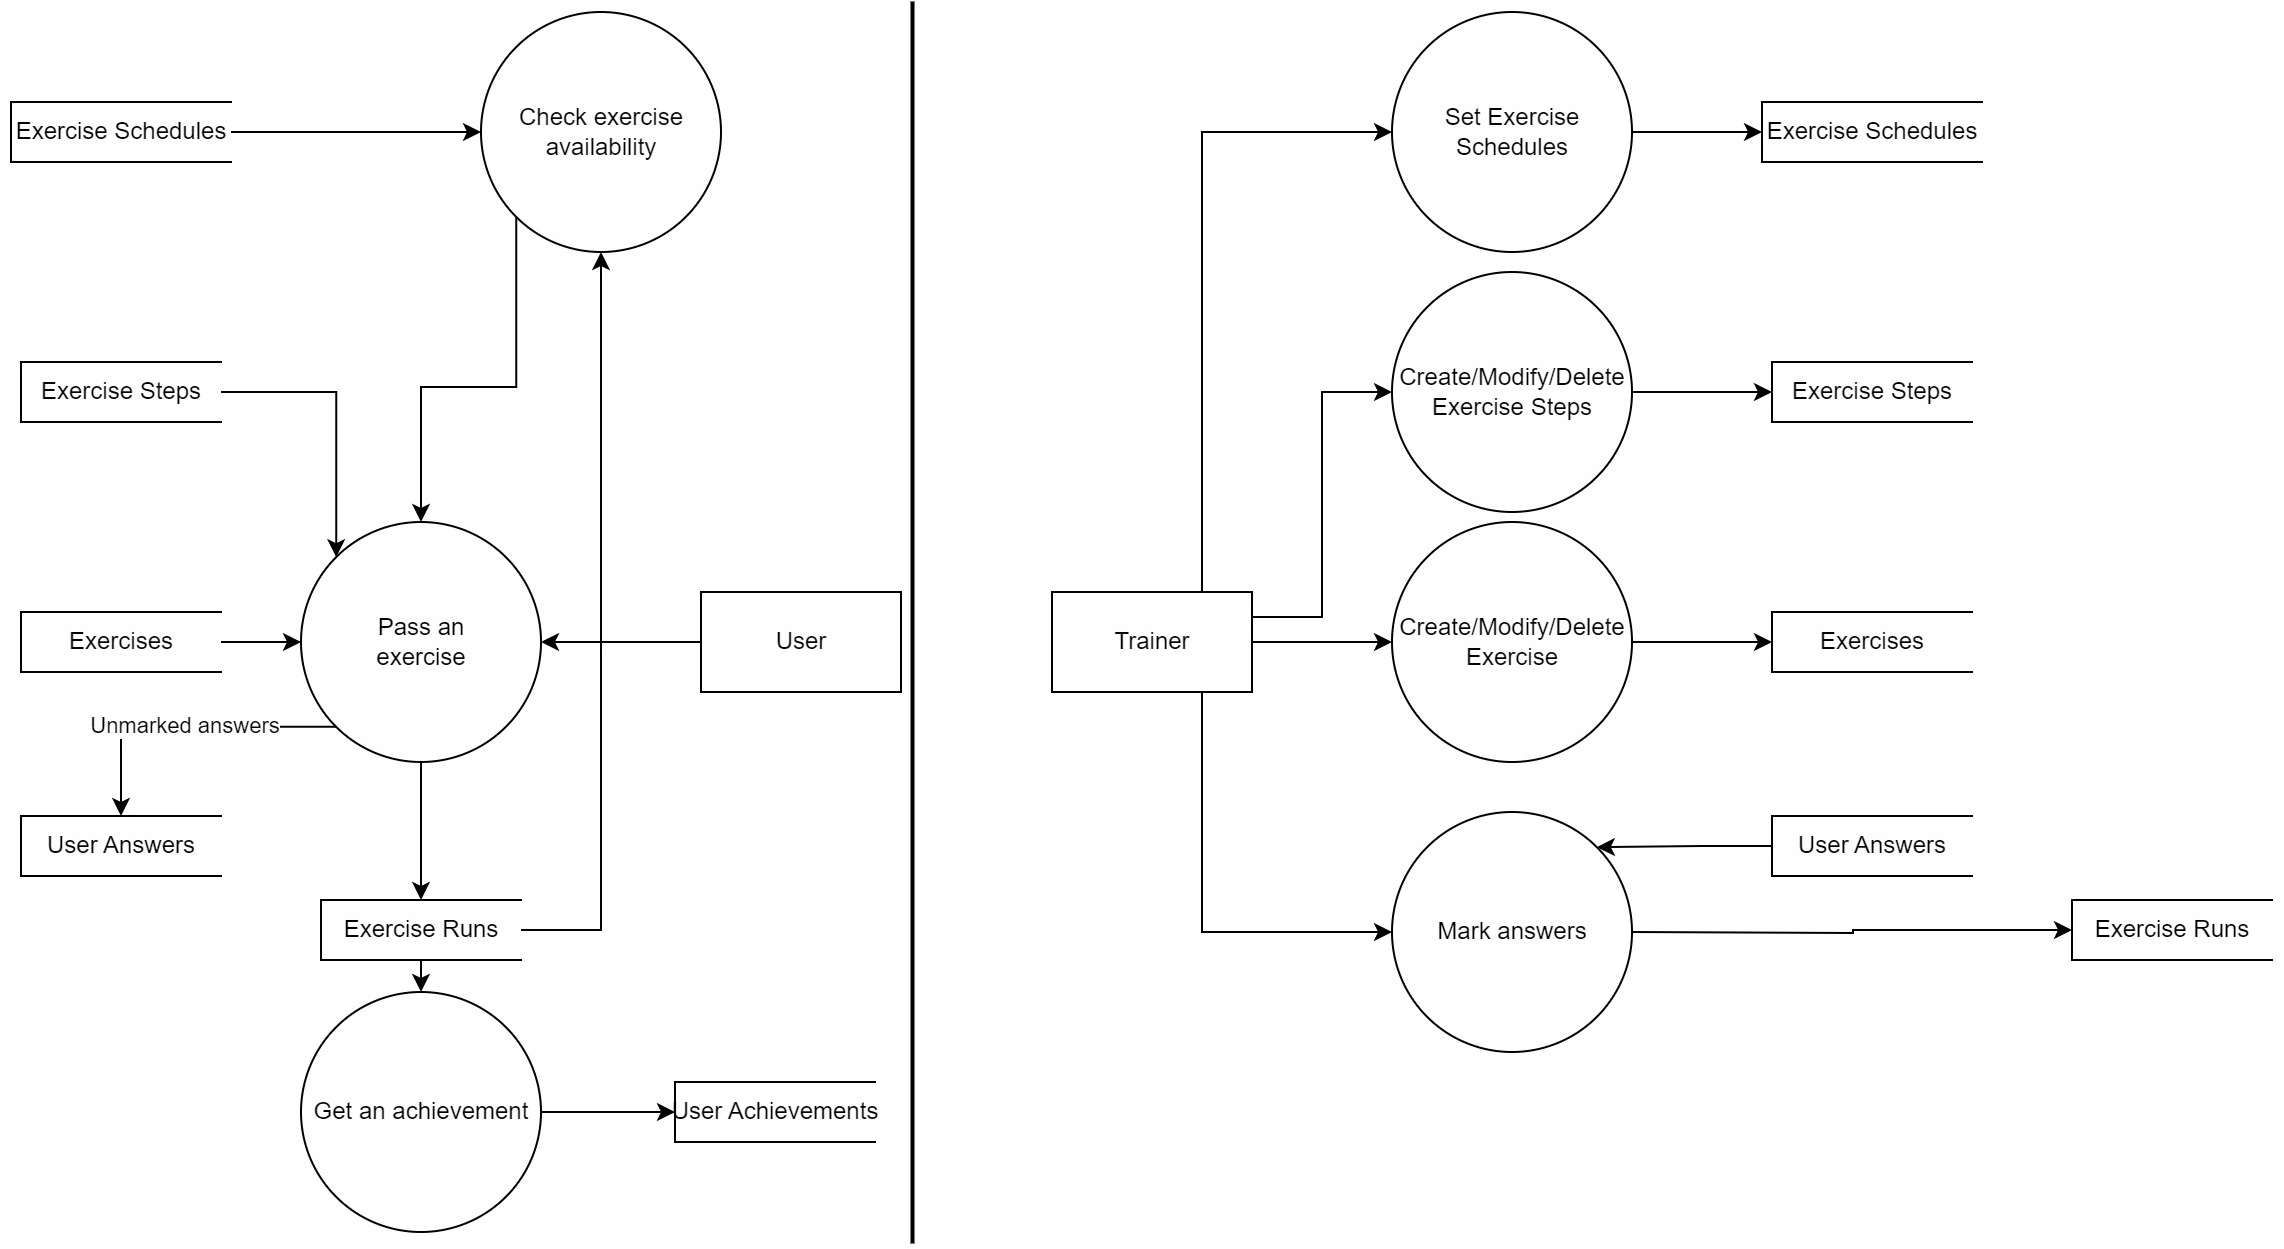 Check exercise
availability
Exercise Schedules
Exercise Steps
Pass an
exercise
Exercises
User
Unmarked answers
User Answers
Exercise Runs
Get an achievement
User Achievements
Set Exercise
Schedules
Exercise Schedules
Create/Modify/Delete
Exercise Steps
Exercise Steps
Trainer
Create/Modify/Delete
Exercise
Exercises
User Answers
Mark answers
Exercise Runs